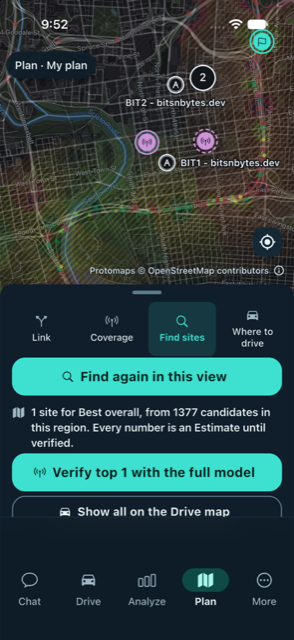 9:52
Plan · My plan
2
A
BIT2 - bitsnbytes.dev
A
BIT1 - bitsnbytes.dev
Protomaps © OpenStreetMap contributors
Link
Coverage
Find sites
Where to
drive
Find again in this view
1 site for Best overall, from 1377 candidates in
this region. Every number is an Estimate until
verified.
Verify top 1 with the full model
Show all on the Drive map
Chat
Drive
Analyze
Plan
More